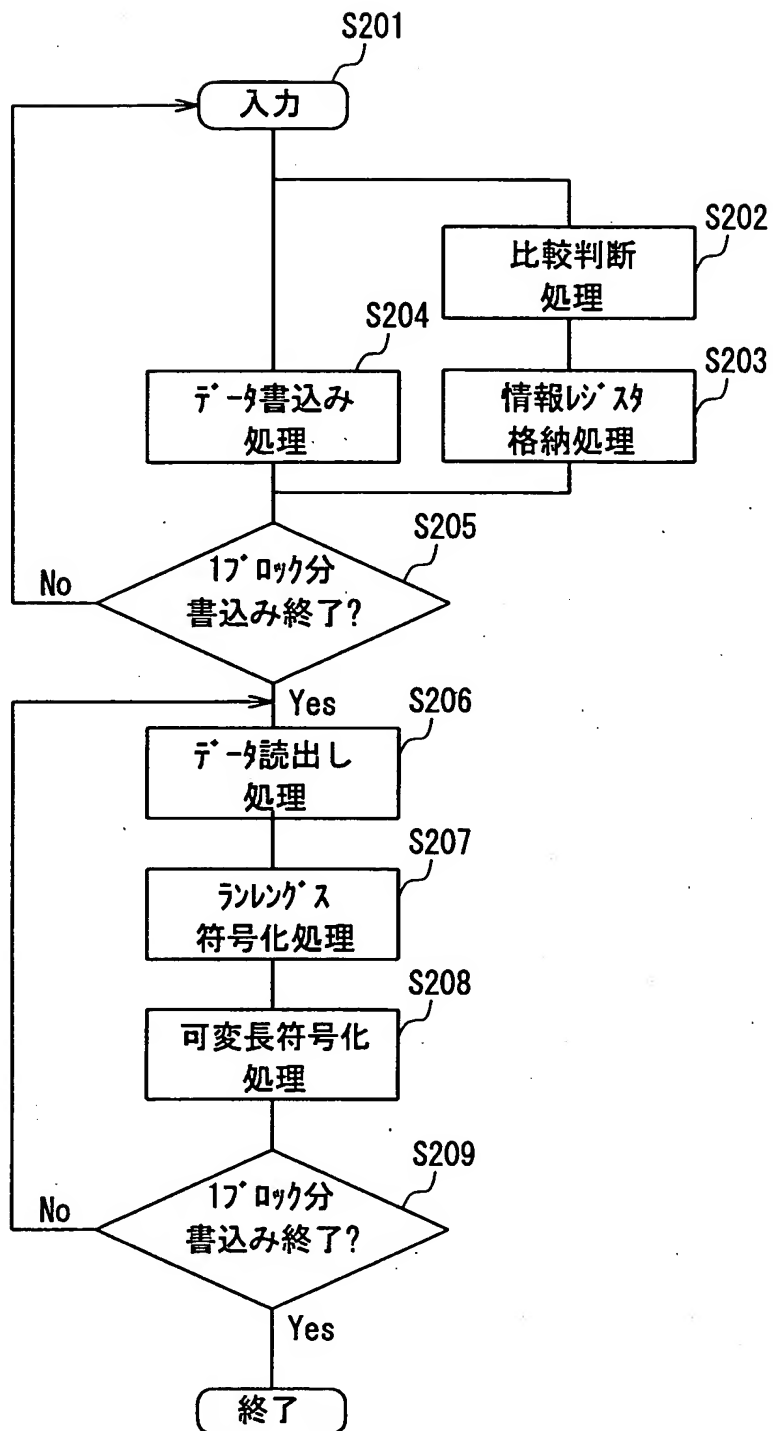 S201
入力
S202
比較判断
処理
S204
データ書込み
処理
S203
情報レジスタ
格納処理
S205
1ブロック分
書込み終了?
No
Yes
S206
データ読出し
処理
S207
ランレングス
符号化処理
S208
可変長符号化
処理
S209
1ブロック分
書込み終了?
No
Yes
終了